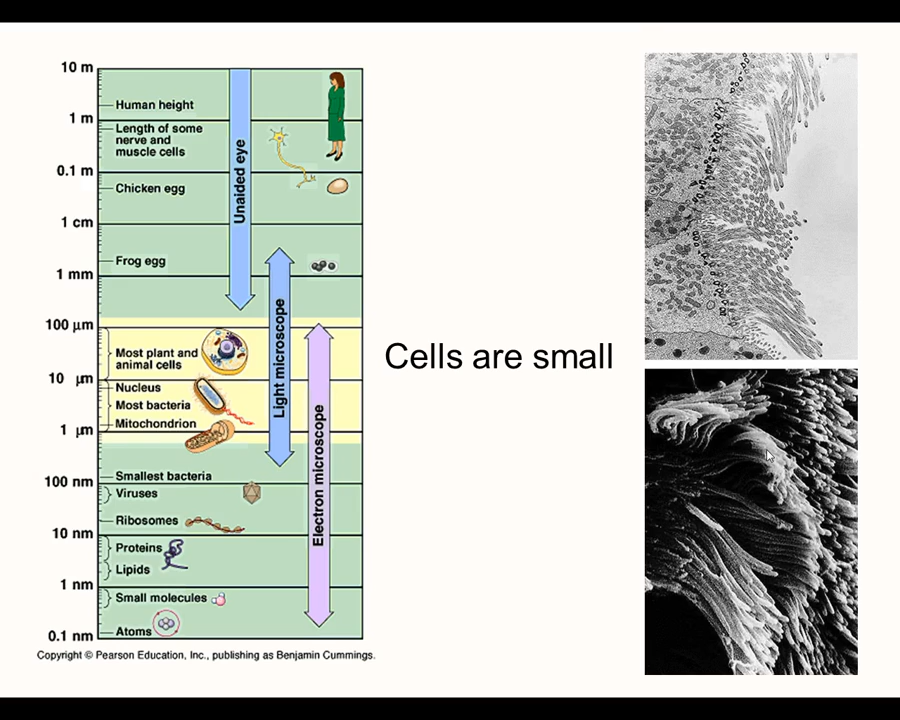 10 m
Human height
1 m
Length of some
nerve and
muscle cells
0.1 m
Chicken egg
1 cm
Frog egg
1 mm
100 µm
Most plant and
animal cells
10 µm
Nucleus
Most bacteria
Mitochondrion
1 µm
Smallest bacteria
100 nm
Viruses
Ribosomes
10 nm
Proteins
Lipids
1 nm
Small molecules
Atoms
0.1 nm
Unaided eye
Light microscope
Electron microscope
Copyright © Pearson Education, Inc., publishing as Benjamin Cummings.
Cells are small